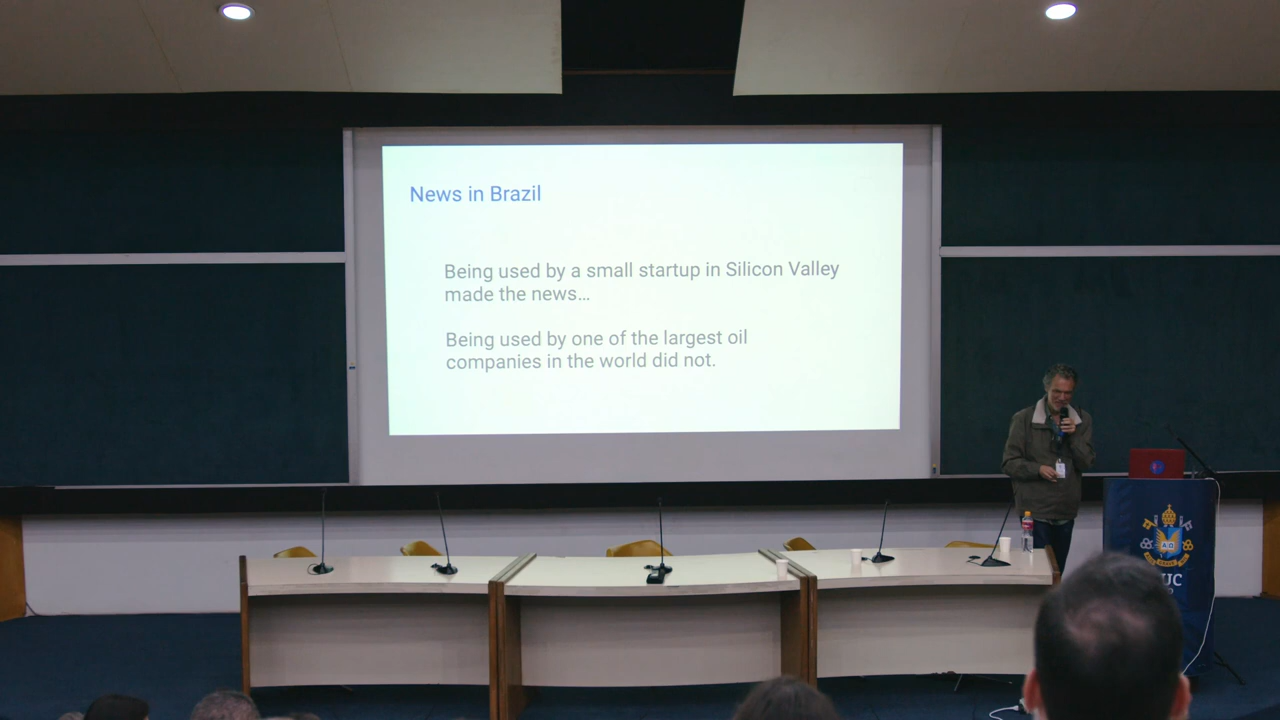 News in Brazil
Being used by a small startup in Silicon Valley
made the news…
Being used by one of the largest oil
companies in the world did not.